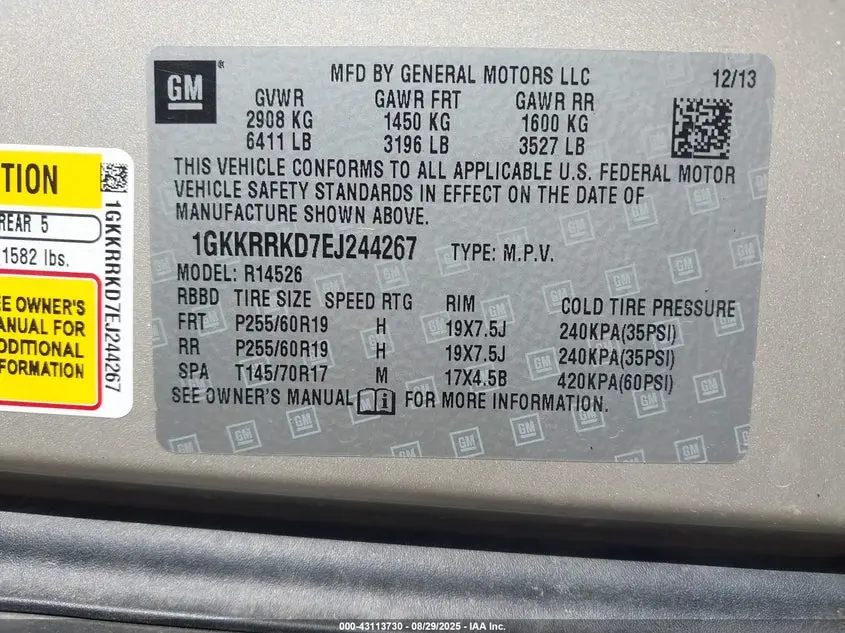 GM
®
MFD BY GENERAL MOTORS LLC
12/13
GVWR GAWR FRT GAWR RR
2908 KG 1450 KG 1600 KG
6411 LB 3196 LB 3527 LB
THIS VEHICLE CONFORMS TO ALL APPLICABLE U.S. FEDERAL MOTOR
VEHICLE SAFETY STANDARDS IN EFFECT ON THE DATE OF
MANUFACTURE SHOWN ABOVE.
1GKKRRKD7EJ244267 TYPE: M.P.V.
MODEL: R14526
RBBD TIRE SIZE SPEED RTG RIM COLD TIRE PRESSURE
FRT P255/60R19 H 19X7.5J 240KPA(35PSI)
RR P255/60R19 H 19X7.5J 240KPA(35PSI)
SPA T145/70R17 M 17X4.5B 420KPA(60PSI)
SEE OWNER'S MANUAL FOR MORE INFORMATION.
TION
REAR 5
1582 lbs.
EE OWNER'S
ANUAL FOR
DDITIONAL
FORMATION
1GKKRRKD7EJ244267
000-43113730 - 08/29/2025 - IAA Inc.